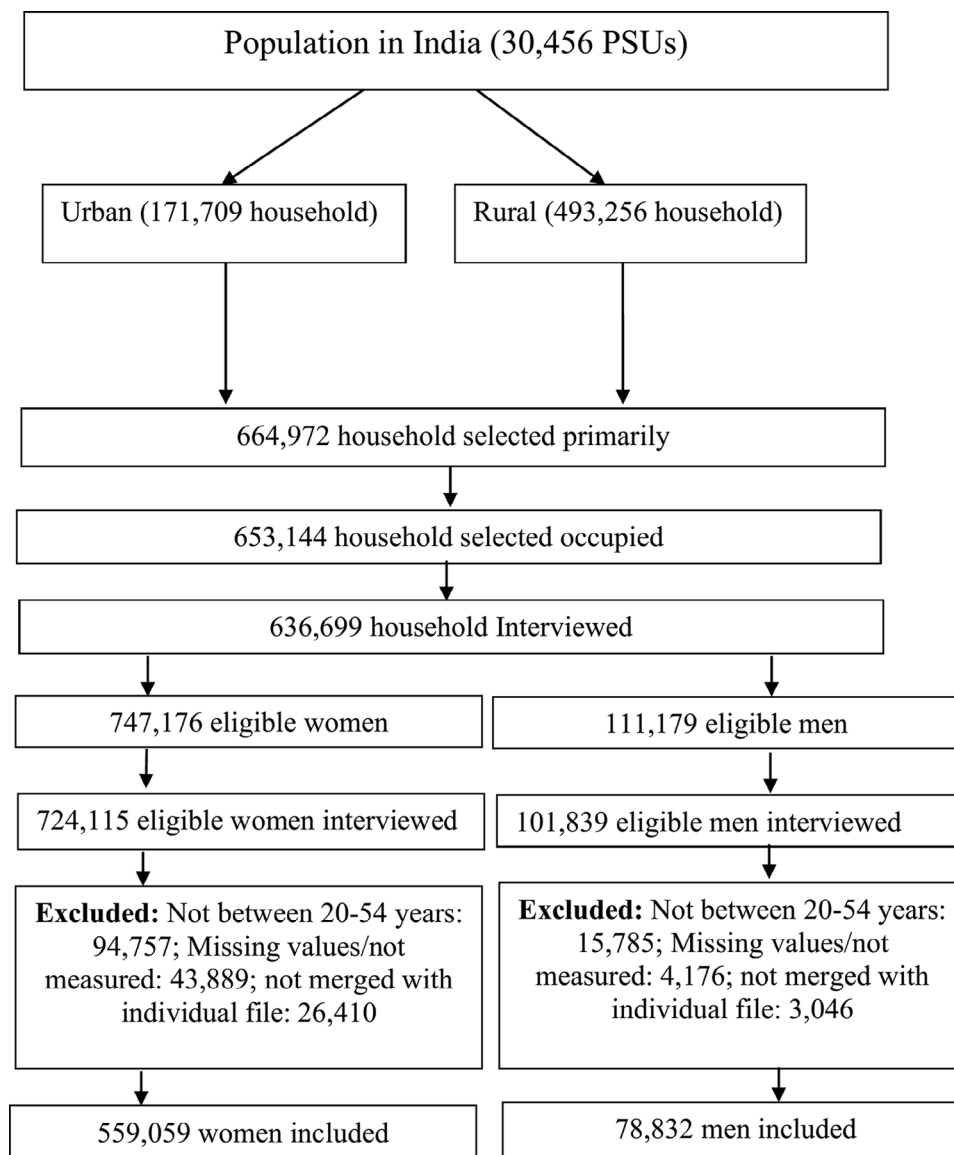 Population in India (30,456 PSUs)
Urban (171,709 household)
Rural (493,256 household)
664,972 household selected primarily
653,144 household selected occupied
636,699 household Interviewed
747,176 eligible women
111,179 eligible men
724,115 eligible women interviewed
101,839 eligible men interviewed
Excluded: Not between 20-54 years:
94,757; Missing values/not
measured: 43,889; not merged with
individual file: 26,410
Excluded: Not between 20-54 years:
15,785; Missing values/not
measured: 4,176; not merged with
individual file: 3,046
559,059 women included
78,832 men included